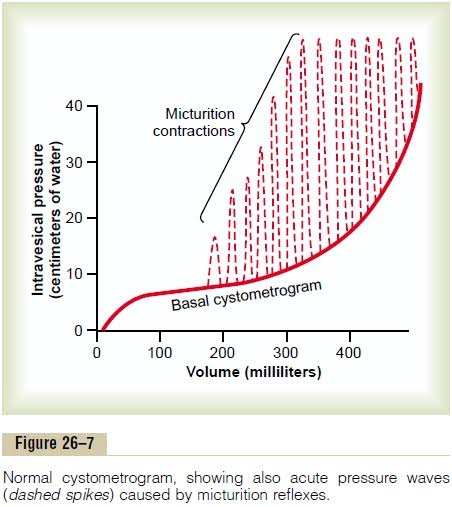 Micturition
contractions
Intravesical pressure
(centimeters of water)
40
30
20
10
0
Basal cystometrogram
0 100 200 300 400
Volume (milliliters)
Figure 26–7
Normal cystometrogram, showing also acute pressure waves
(dashed spikes) caused by micturition reflexes.